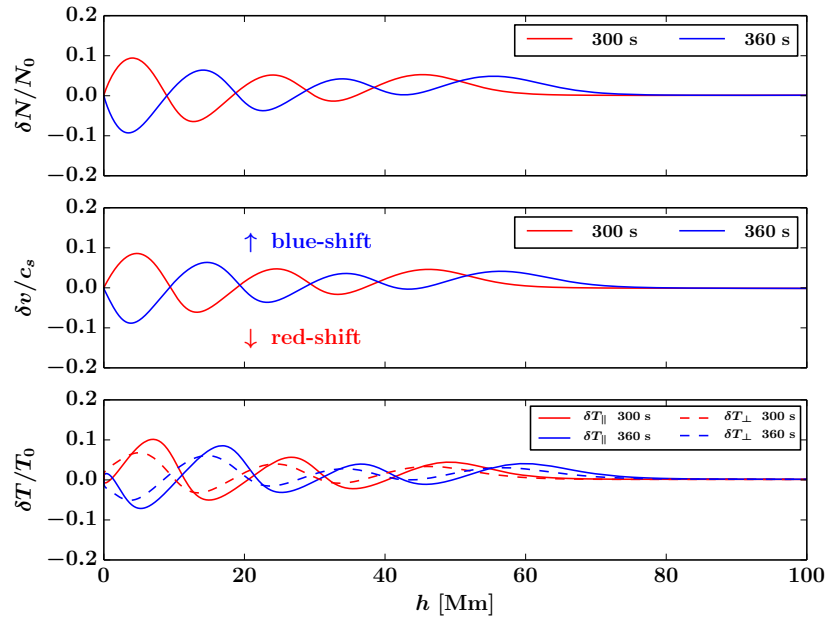 0.2
0.1
0.0
−0.1
−0.2
δN/N₀
300 s 360 s
0.2
0.1
0.0
−0.1
−0.2
δv/cₛ
300 s 360 s
↑ blue-shift
↓ red-shift
0.2
0.1
0.0
−0.1
−0.2
δT/T₀
δT∥ 300 s δT⊥ 300 s
δT∥ 360 s δT⊥ 360 s
0 20 40 60 80 100
h [Mm]